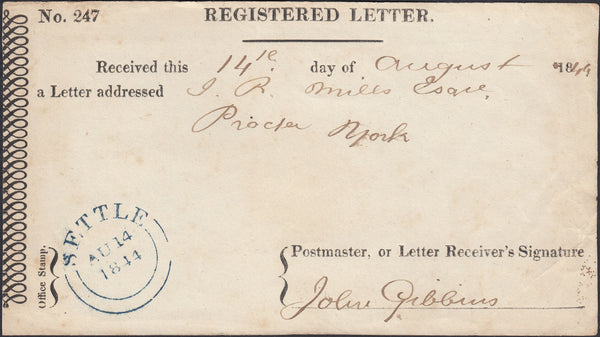 No. 247
REGISTERED LETTER.
Received this 14th. day of August 1844
a Letter addressed J. R. Mills Esqre.
Procter York
SETTLE
AU 14
1844
Office Stamp.
Postmaster, or Letter Receiver's Signature
John Gibbins